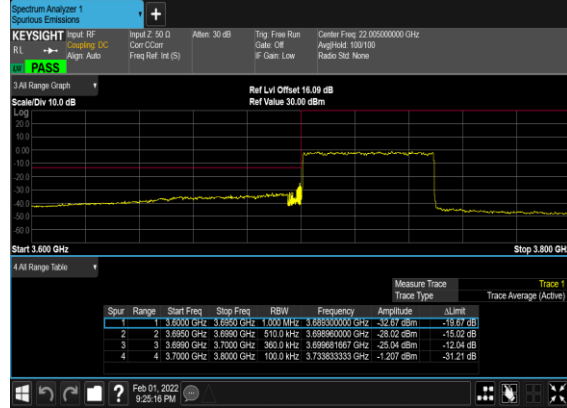 Spectrum Analyzer 1
Spurious Emissions
+
KEYSIGHT Input: RF Input Z: 50 Ω Atten: 30 dB Trig: Free Run Center Freq: 22.005000000 GHz
RL Coupling: DC Corr CCorr Gate: Off Avg|Hold: 100/100
Align: Auto Freq Ref: Int (S) IF Gain: Low Radio Std: None
PASS
3 All Range Graph
Ref Lvl Offset 16.09 dB
Scale/Div 10.0 dB Ref Value 30.00 dBm
Log
20.0
10.0
0.00
-10.0
-20.0
-30.0
-40.0
-50.0
-60.0
Start 3.600 GHz Stop 3.800 GHz
4 All Range Table
Measure Trace Trace 1
Trace Type Trace Average (Active)
Spur Range Start Freq Stop Freq RBW Frequency Amplitude ΔLimit
1 1 3.6000 GHz 3.6950 GHz 1.000 MHz 3.689300000 GHz -32.67 dBm -19.67 dB
2 2 3.6950 GHz 3.6990 GHz 510.0 kHz 3.698960000 GHz -28.02 dBm -15.02 dB
3 3 3.6990 GHz 3.7000 GHz 360.0 kHz 3.699681667 GHz -25.04 dBm -12.04 dB
4 4 3.7000 GHz 3.8000 GHz 100.0 kHz 3.733833333 GHz -1.207 dBm -31.21 dB
?
Feb 01, 2022
9:25:16 PM